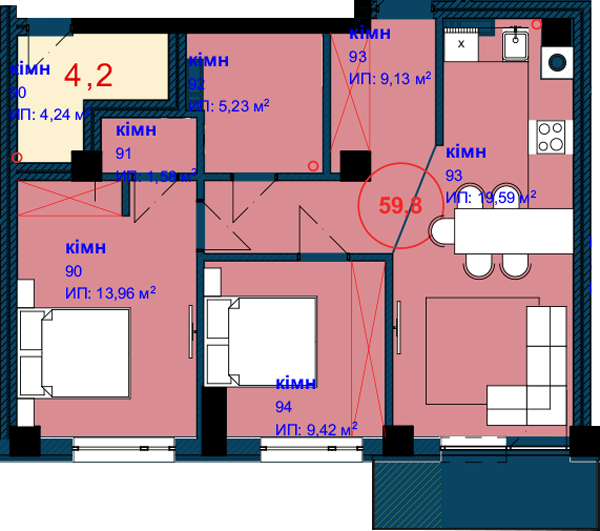 кімн
90
ИП: 4,24 м²
4,2
кімн
92
ИП: 5,23 м²
кімн
93
ИП: 9,13 м²
x
кімн
91
ИП: 1,58 м²
кімн
93
ИП: 19,59 м²
59.8
кімн
90
ИП: 13,96 м²
кімн
94
ИП: 9,42 м²